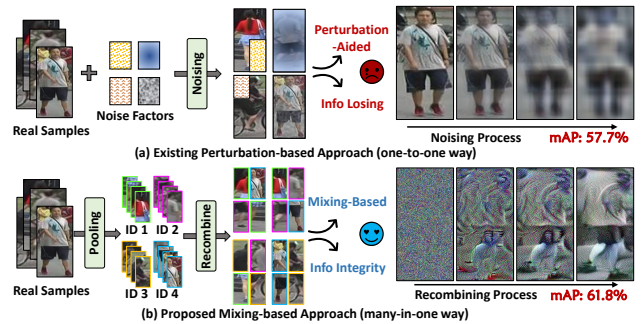 Real Samples
Noise Factors
Noising
Perturbation
-Aided
Info Losing
Noising Process
mAP: 57.7%
(a) Existing Perturbation-based Approach (one-to-one way)
Real Samples
Pooling
ID 1
ID 2
ID 3
ID 4
Recombine
Mixing-Based
Info Integrity
Recombining Process
mAP: 61.8%
(b) Proposed Mixing-based Approach (many-in-one way)